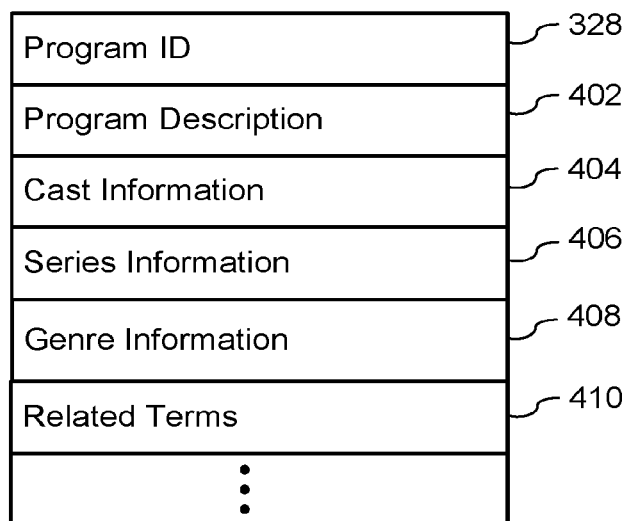 Program ID 328
Program Description 402
Cast Information 404
Series Information 406
Genre Information 408
Related Terms 410